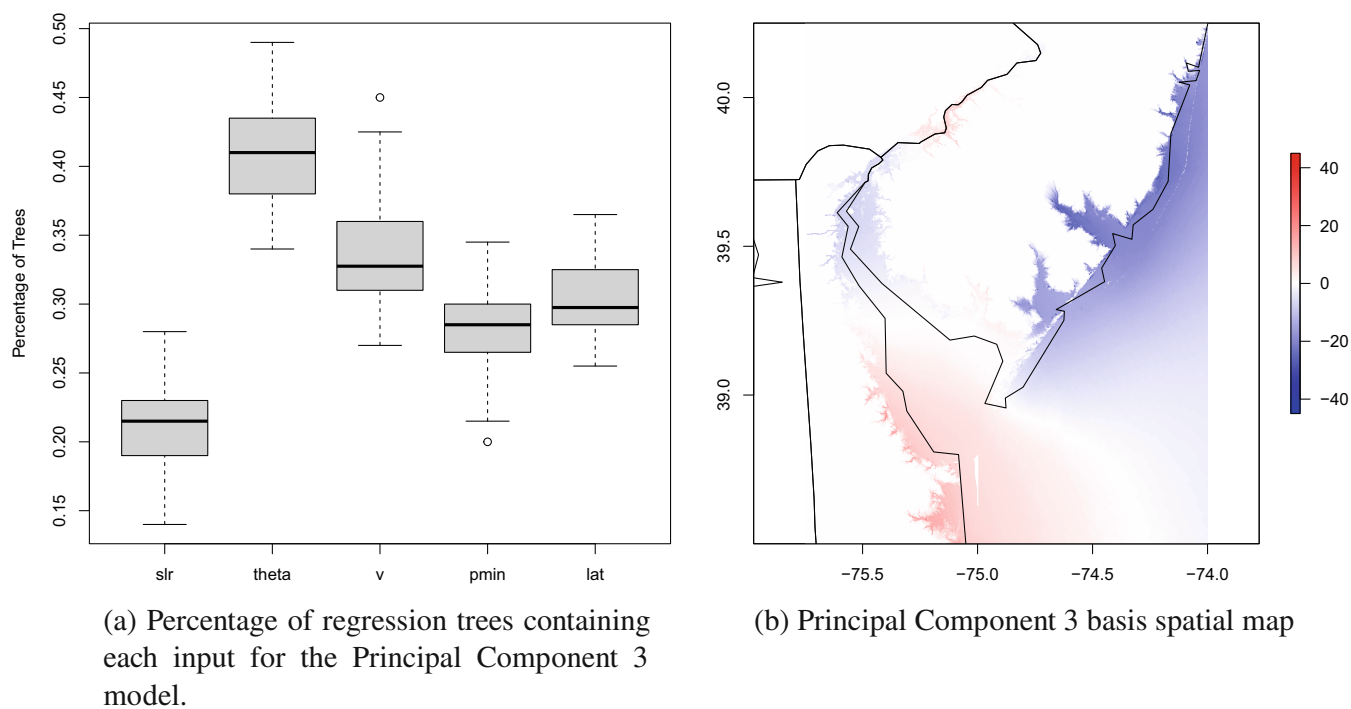 Percentage of Trees
0.50
0.45
0.40
0.35
0.30
0.25
0.20
0.15
slr theta v pmin lat
(a) Percentage of regression trees containing
each input for the Principal Component 3
model.
40.0
39.5
39.0
−75.5 −75.0 −74.5 −74.0
40
20
0
−20
−40
(b) Principal Component 3 basis spatial map